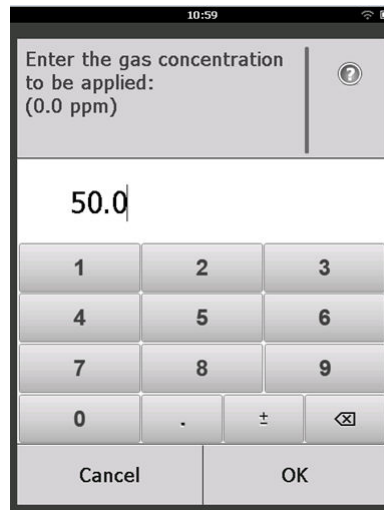 10:59
Enter the gas concentration
to be applied:
(0.0 ppm)
?
50.0
1 2 3
4 5 6
7 8 9
0 . ±
Cancel OK